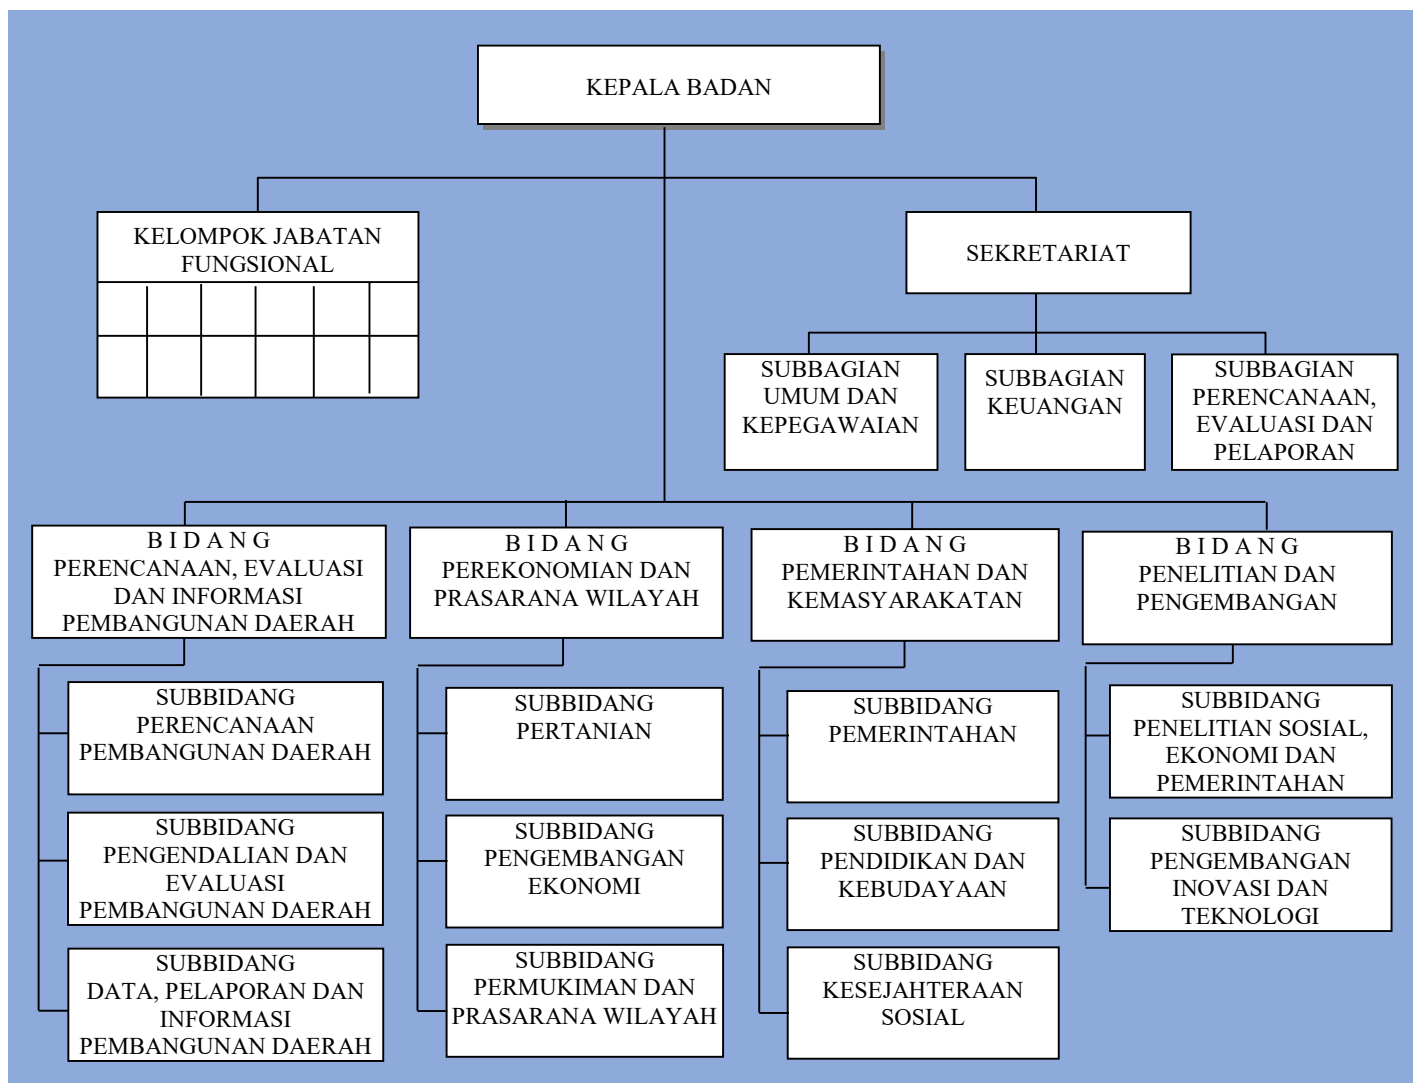 KEPALA BADAN
KELOMPOK JABATAN
FUNGSIONAL
SEKRETARIAT
SUBBAGIAN
UMUM DAN
KEPEGAWAIAN
SUBBAGIAN
KEUANGAN
SUBBAGIAN
PERENCANAAN,
EVALUASI DAN
PELAPORAN
B I D A N G
PERENCANAAN, EVALUASI
DAN INFORMASI
PEMBANGUNAN DAERAH
B I D A N G
PEREKONOMIAN DAN
PRASARANA WILAYAH
B I D A N G
PEMERINTAHAN DAN
KEMASYARAKATAN
B I D A N G
PENELITIAN DAN
PENGEMBANGAN
SUBBIDANG
PERENCANAAN
PEMBANGUNAN DAERAH
SUBBIDANG
PENGENDALIAN DAN
EVALUASI
PEMBANGUNAN DAERAH
SUBBIDANG
DATA, PELAPORAN DAN
INFORMASI
PEMBANGUNAN DAERAH
SUBBIDANG
PERTANIAN
SUBBIDANG
PENGEMBANGAN
EKONOMI
SUBBIDANG
PERMUKIMAN DAN
PRASARANA WILAYAH
SUBBIDANG
PEMERINTAHAN
SUBBIDANG
PENDIDIKAN DAN
KEBUDAYAAN
SUBBIDANG
KESEJAHTERAAN
SOSIAL
SUBBIDANG
PENELITIAN SOSIAL,
EKONOMI DAN
PEMERINTAHAN
SUBBIDANG
PENGEMBANGAN
INOVASI DAN
TEKNOLOGI